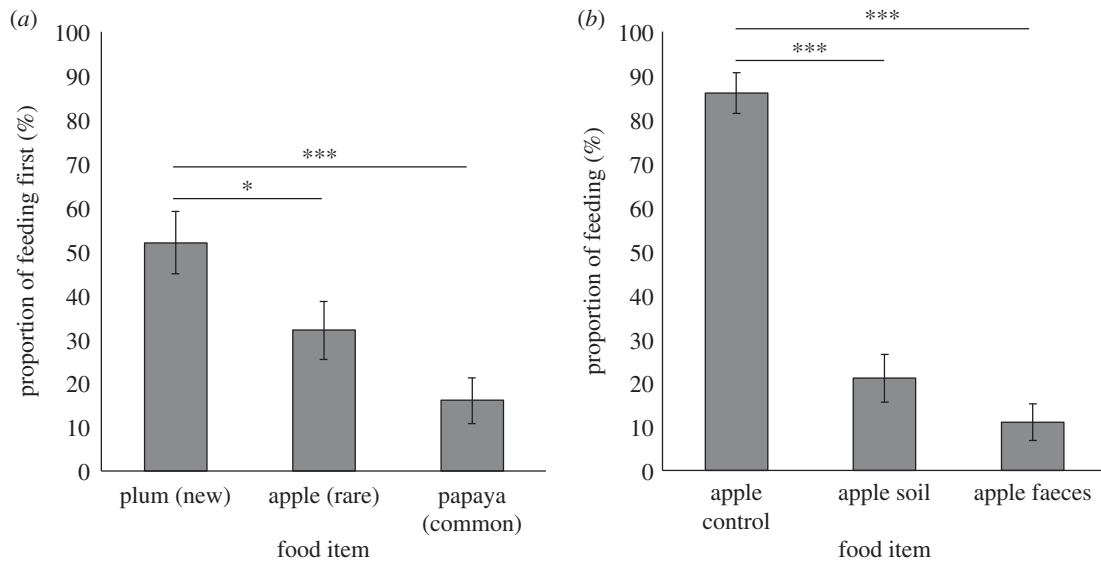 (a)
100
90
80
70
60
50
40
30
20
10
0
proportion of feeding first (%)
***
*
plum (new) apple (rare) papaya
(common)
food item
(b)
100
90
80
70
60
50
40
30
20
10
0
proportion of feeding (%)
***
***
apple
control
apple soil apple faeces
food item